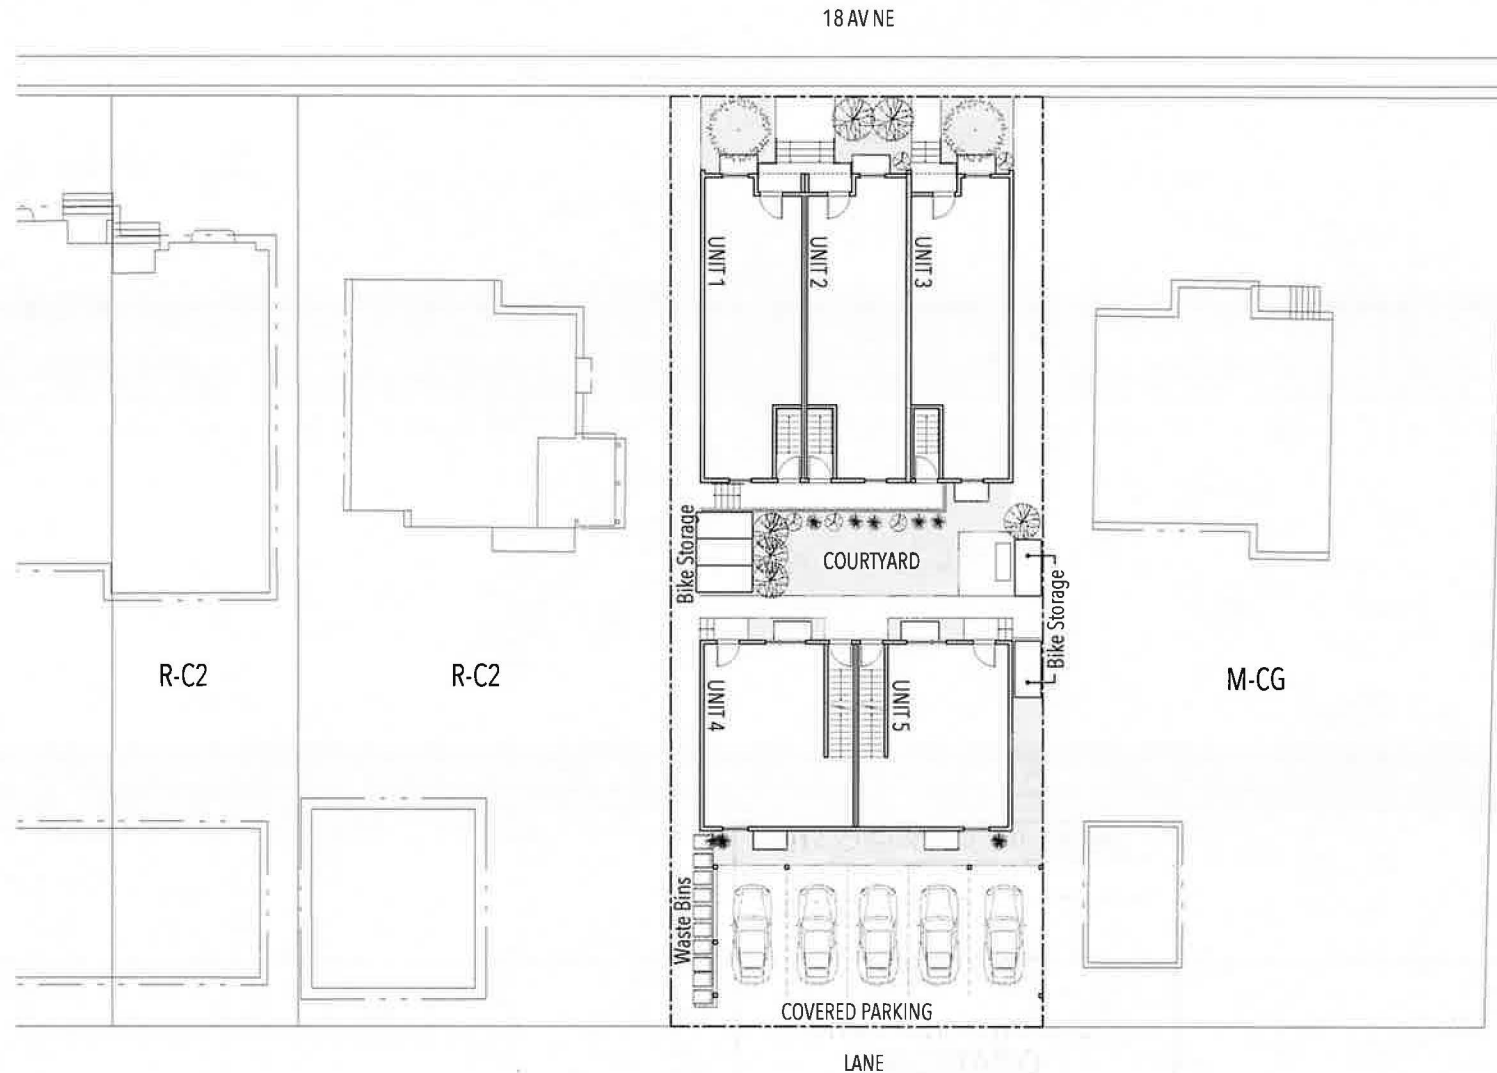 18 AV NE
UNIT 1
UNIT 2
UNIT 3
Bike Storage
COURTYARD
Bike Storage
R-C2
R-C2
M-CG
UNIT 4
UNIT 5
Waste Bins
COVERED PARKING
LANE